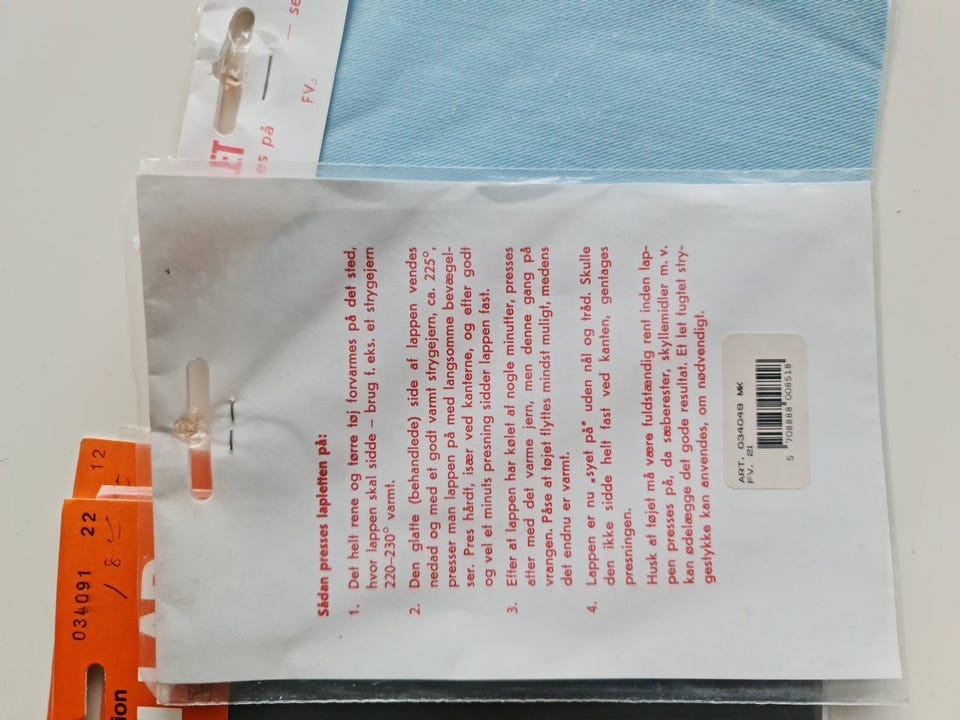 Sådan presses lapletten på:
1. Det helt rene og tørre tøj forvarmes på det sted,
hvor lappen skal sidde – brug f. eks. et strygejern
220–230° varmt.
2. Den glatte (behandlede) side af lappen vendes
nedad og med et godt varmt strygejern, ca. 225°,
presser man lappen på med langsomme bevægel-
ser. Pres hårdt, især ved kanterne, og efter godt
og vel et minuts presning sidder lappen fast.
3. Efter at lappen har kølet af nogle minutter, presses
atter med det varme jern, men denne gang på
vrangen. Påse at tøjet flyttes mindst muligt, medens
det endnu er varmt.
4. Lappen er nu „syet på” uden nål og tråd. Skulle
den ikke sidde helt fast ved kanten, gentages
presningen.
Husk at tøjet må være fuldstændig rent inden lap-
pen presses på, da sæberester, skyllemidler m. v.
kan ødelægge det gode resultat. Et let fugtet stry-
gestykke kan anvendes, om nødvendigt.
ART. 034049 MK
FV. 21
5 708888 008518
ET
es på
— se
FV.:
034091 22
12
ion